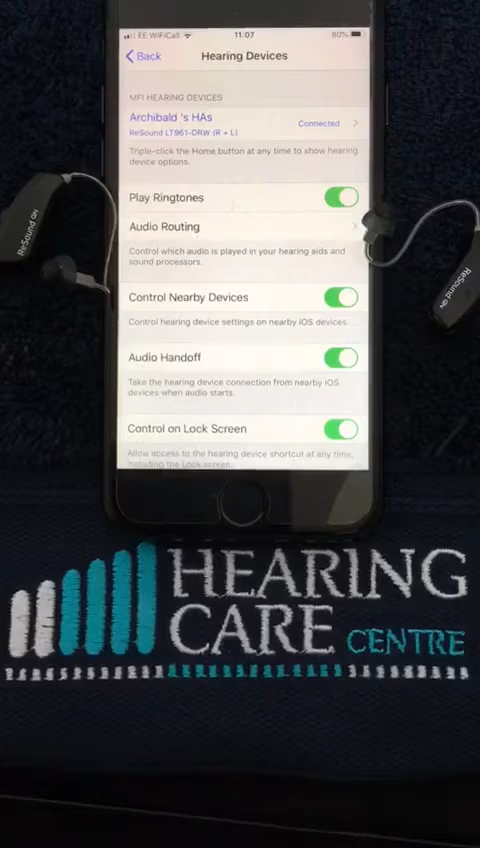 EE WiFiCall 11:07 80%
Back Hearing Devices
MFI HEARING DEVICES
Archibald 's HAs
ReSound LT961-DRW (R + L)
Connected
Triple-click the Home button at any time to show hearing
device options.
Play Ringtones
Audio Routing
Control which audio is played in your hearing aids and
sound processors.
Control Nearby Devices
Control hearing device settings on nearby iOS devices.
Audio Handoff
Take the hearing device connection from nearby iOS
devices when audio starts.
Control on Lock Screen
Allow access to the hearing device shortcut at any time,
including the Lock screen.
ReSound GN
ReSound GN
HEARING
CARE CENTRE